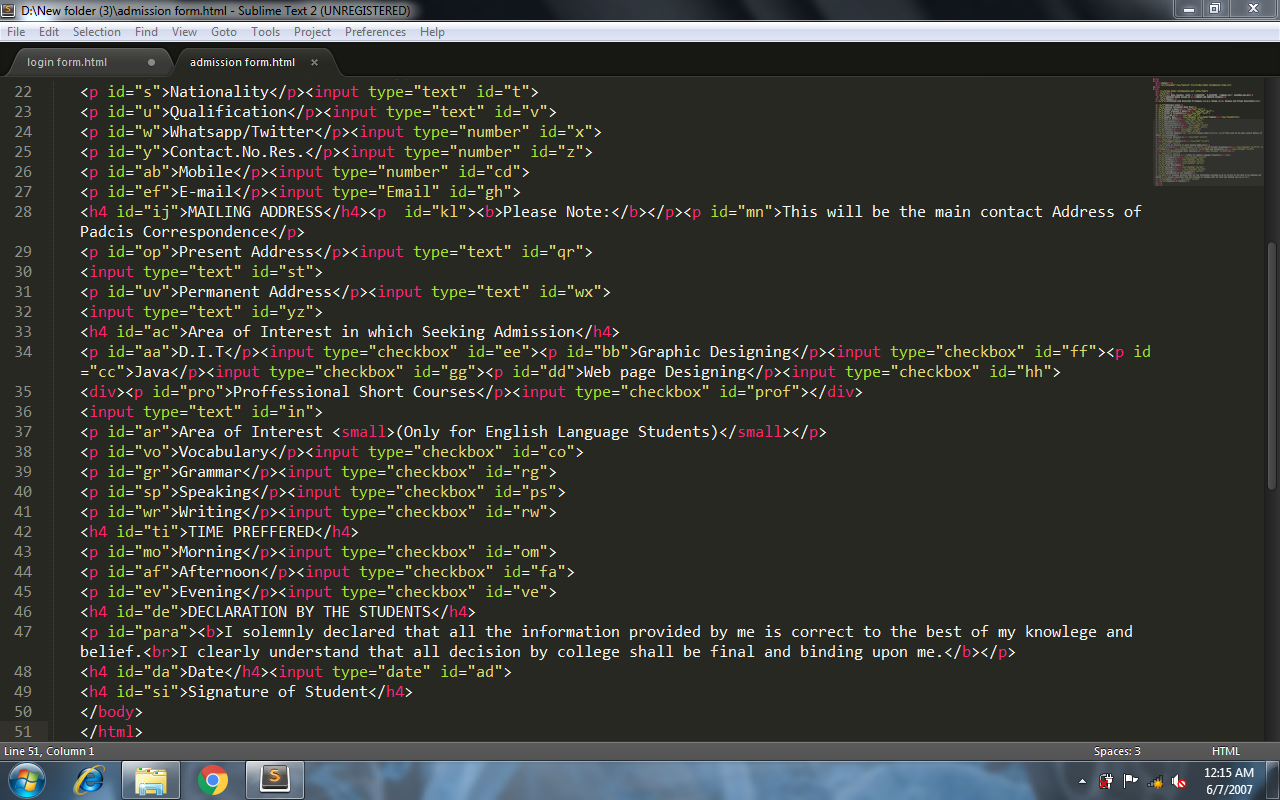 D:\New folder (3)\admission form.html - Sublime Text 2 (UNREGISTERED)
File Edit Selection Find View Goto Tools Project Preferences Help
login form.html admission form.html
22 <p id="s">Nationality</p><input type="text" id="t">
23 <p id="u">Qualification</p><input type="text"  id="v">
24 <p id="w">Whatsapp/Twitter</p><input type="number" id="x">
25 <p id="y">Contact.No.Res.</p><input type="number" id="z">
26 <p id="ab">Mobile</p><input type="number" id="cd">
27 <p id="ef">E-mail</p><input type="Email" id="gh">
28 <h4 id="ij">MAILING ADDRESS</h4><p  id="kl"><b>Please Note:</b></p><p id="mn">This will be the main contact Address of
Padcis Correspondence</p>
29 <p id="op">Present Address</p><input type="text" id="qr">
30 <input type="text" id="st">
31 <p id="uv">Permanent Address</p><input type="text" id="wx">
32 <input type="text" id="yz">
33 <h4 id="ac">Area of Interest in which Seeking Admission</h4>
34 <p id="aa">D.I.T</p><input type="checkbox" id="ee"><p id="bb">Graphic Designing</p><input type="checkbox" id="ff"><p id
="cc">Java</p><input type="checkbox" id="gg"><p id="dd">Web page Designing</p><input type="checkbox" id="hh">
35 <div><p id="pro">Proffessional Short Courses</p><input type="checkbox" id="prof"></div>
36 <input type="text" id="in">
37 <p id="ar">Area of Interest <small>(Only for English Language Students)</small></p>
38 <p id="vo">Vocabulary</p><input type="checkbox" id="co">
39 <p id="gr">Grammar</p><input type="checkbox" id="rg">
40 <p id="sp">Speaking</p><input type="checkbox" id="ps">
41 <p id="wr">Writing</p><input type="checkbox" id="rw">
42 <h4 id="ti">TIME PREFFERED</h4>
43 <p id="mo">Morning</p><input type="checkbox" id="om">
44 <p id="af">Afternoon</p><input type="checkbox" id="fa">
45 <p id="ev">Evening</p><input type="checkbox" id="ve">
46 <h4 id="de">DECLARATION BY THE STUDENTS</h4>
47 <p id="para"><b>I solemnly declared that all the information provided by me is correct to the best of my knowlege and
belief.<br>I clearly understand that all decision by college shall be final and binding upon me.</b></p>
48 <h4 id="da">Date</h4><input type="date" id="ad">
49 <h4 id="si">Signature of Student</h4>
50 </body>
51 </html>
Line 51, Column 1 Spaces: 3 HTML
12:15 AM
6/7/2007